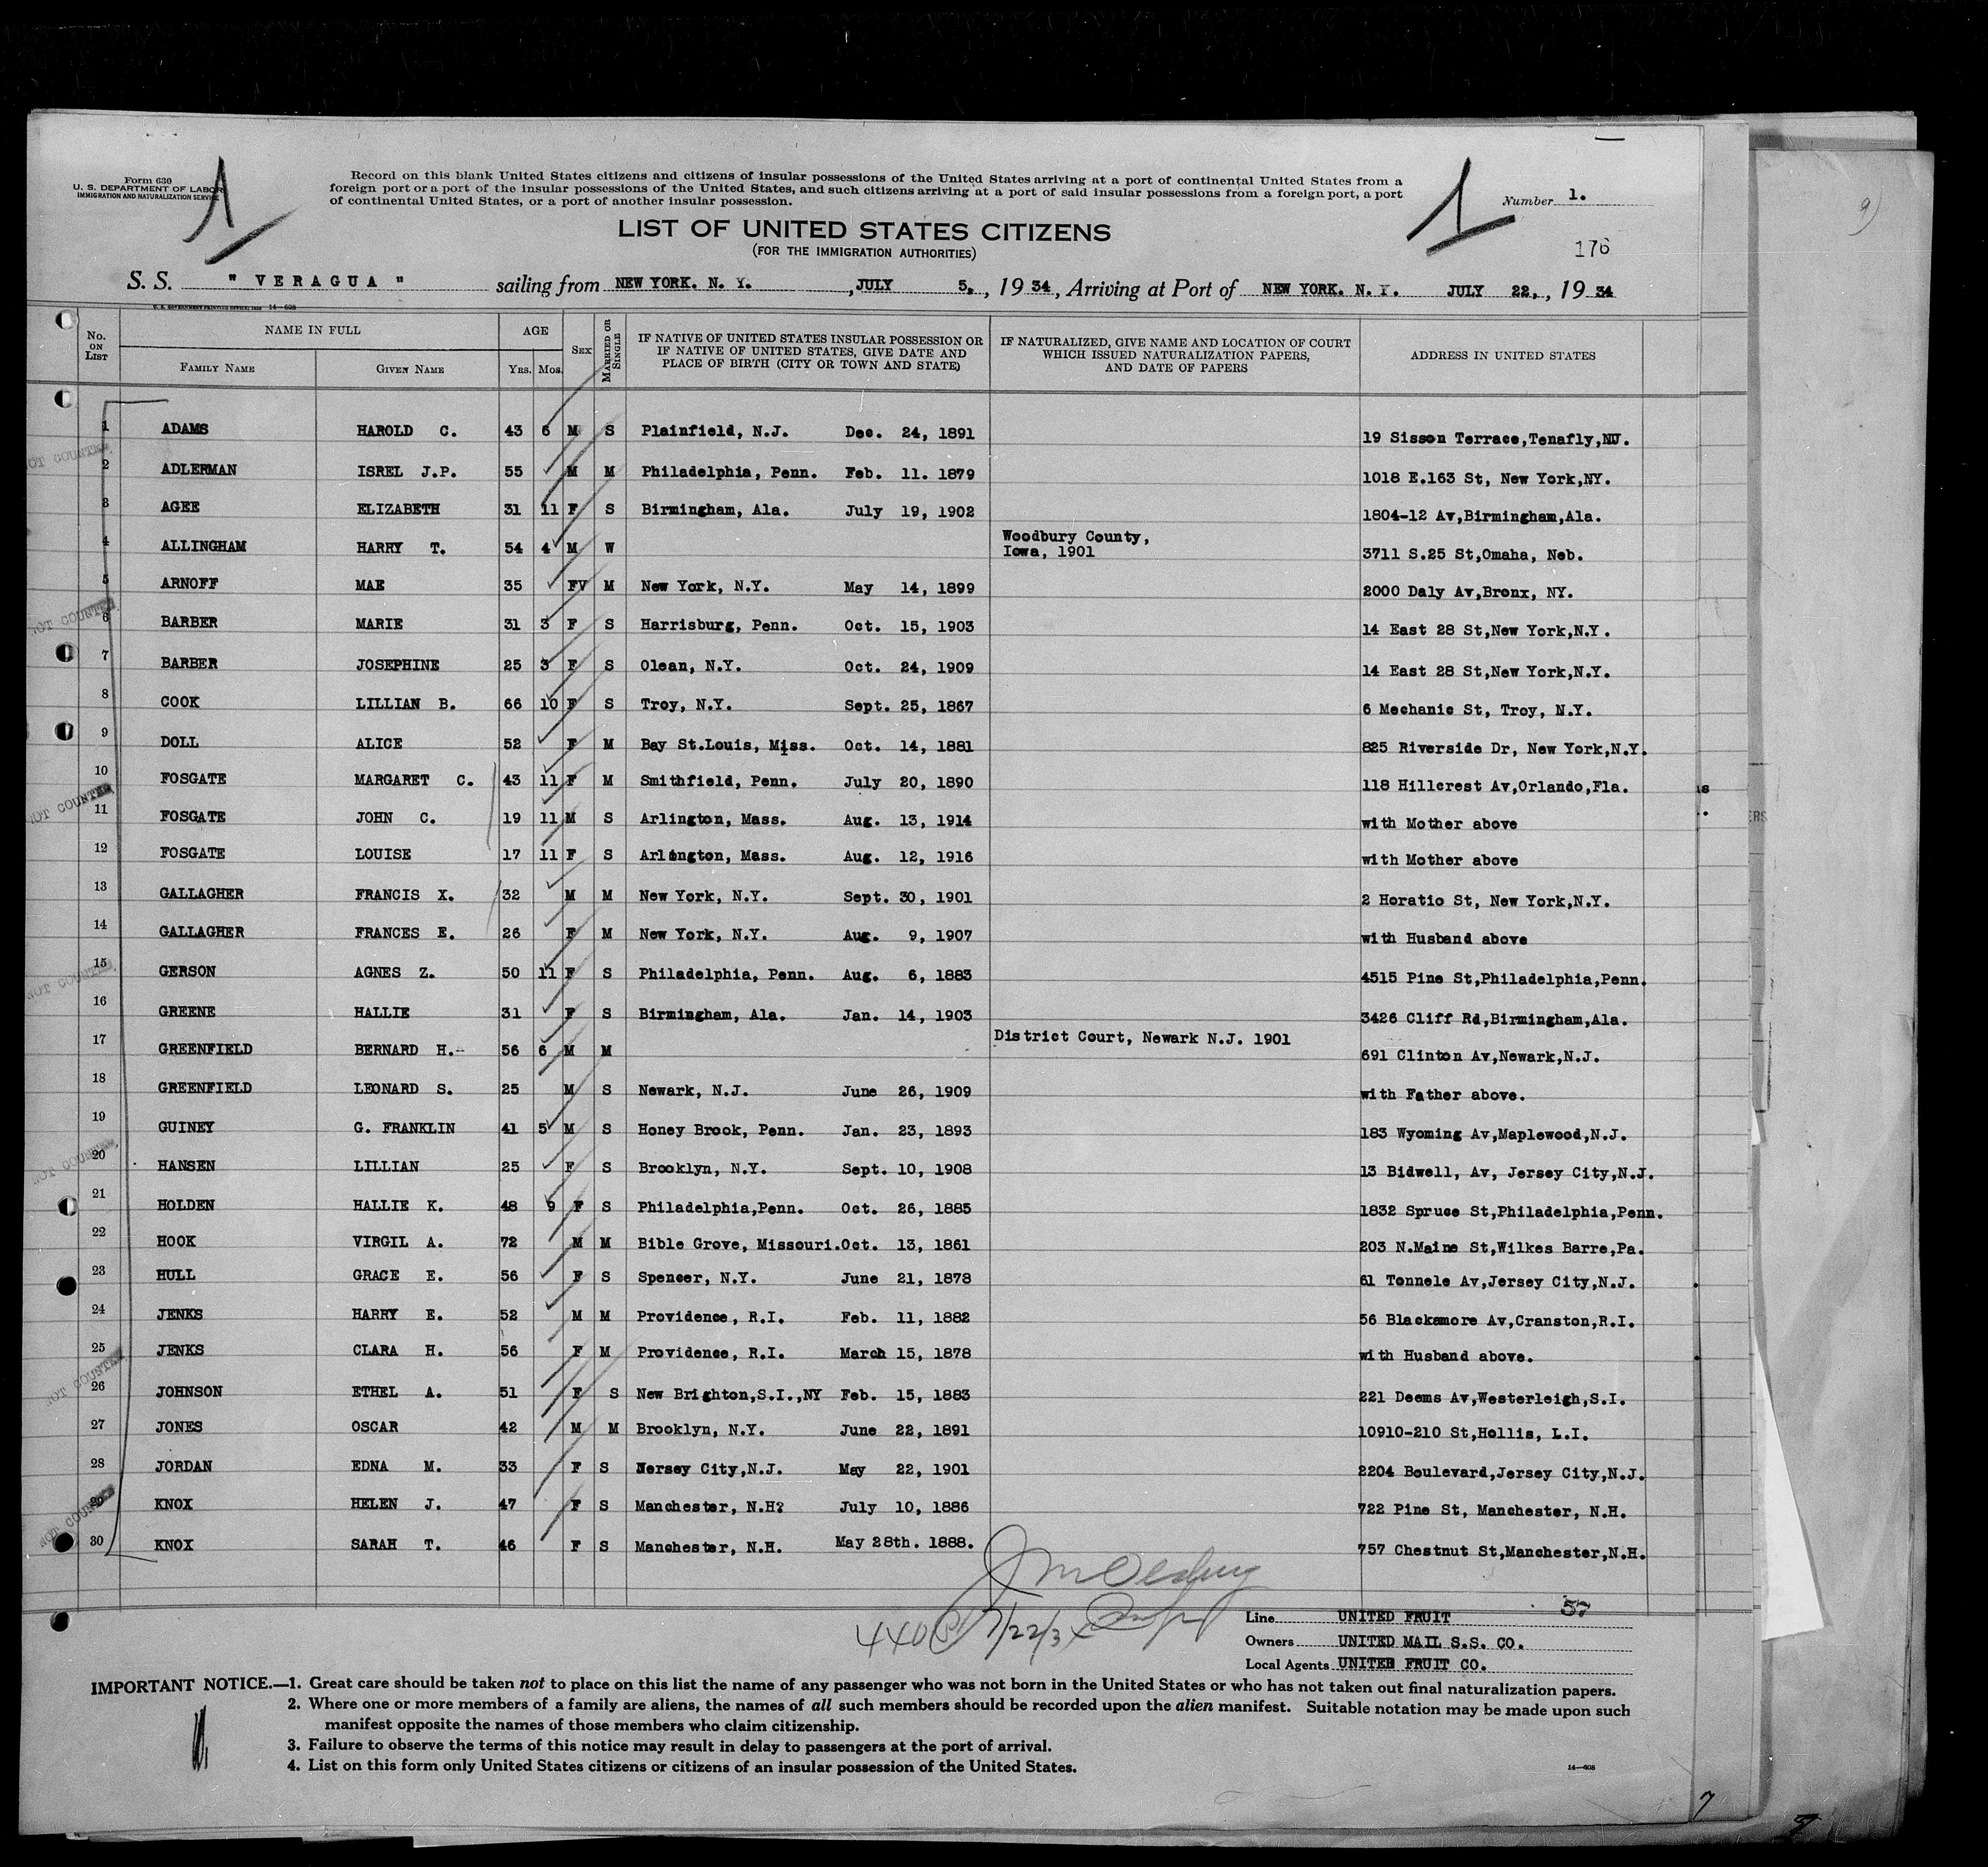 Form 630
U. S. DEPARTMENT OF LABOR
IMMIGRATION AND NATURALIZATION SERVICE
1
Record on this blank United States citizens and citizens of insular possessions of the United States arriving at a port of continental United States from a
foreign port or a port of the insular possessions of the United States, and such citizens arriving at a port of said insular possessions from a foreign port, a port
of continental United States, or a port of another insular possession.
1
Number 1.
LIST OF UNITED STATES CITIZENS
(FOR THE IMMIGRATION AUTHORITIES)
176
9)
S. S. " VERAGUA " sailing from NEW YORK. N. Y. , JULY 5. , 19 34, Arriving at Port of NEW YORK. N. Y. JULY 22, , 19 34
14—608
No. ON LIST NAME IN FULL AGE SEX MARRIED OR SINGLE IF NATIVE OF UNITED STATES INSULAR POSSESSION OR IF NATIVE OF UNITED STATES, GIVE DATE AND PLACE OF BIRTH (CITY OR TOWN AND STATE) IF NATURALIZED, GIVE NAME AND LOCATION OF COURT WHICH ISSUED NATURALIZATION PAPERS, AND DATE OF PAPERS ADDRESS IN UNITED STATES
FAMILY NAME GIVEN NAME YRS. MOS.
1 ADAMS HAROLD C. 43 6 M S Plainfield, N.J. Dec. 24, 1891 19 Sisson Terrace,Tenafly,NJ.
NOT COUNTED
2 ADLERMAN ISREL J.P. 55 M M Philadelphia, Penn. Feb. 11. 1879 1018 E.163 St, New York,NY.
3 AGEE ELIZABETH 31 11 F S Birmingham, Ala. July 19, 1902 1804-12 Av,Birmingham,Ala.
4 ALLINGHAM HARRY T. 54 4 M W Woodbury County, Iowa, 1901 3711 S.25 St,Omaha, Neb.
5 ARNOFF MAE 35 F M New York, N.Y. May 14, 1899 2000 Daly Av,Bronx, NY.
NOT COUNTED
6 BARBER MARIE 31 3 F S Harrisburg, Penn. Oct. 15, 1903 14 East 28 St,New York,N.Y.
7 BARBER JOSEPHINE 25 3 F S Olean, N.Y. Oct. 24, 1909 14 East 28 St,New York,N.Y.
8 COOK LILLIAN B. 66 10 F S Troy, N.Y. Sept. 25, 1867 6 Mechanic St, Troy, N.Y.
9 DOLL ALICE 52 F M Bay St.Louis, Miss. Oct. 14, 1881 825 Riverside Dr, New York,N.Y.
10 FOSGATE MARGARET C. 43 11 F M Smithfield, Penn. July 20, 1890 118 Hillcrest Av,Orlando,Fla.
NOT COUNTED
11 FOSGATE JOHN C. 19 11 M S Arlington, Mass. Aug. 13, 1914 with Mother above
12 FOSGATE LOUISE 17 11 F S Arlington, Mass. Aug. 12, 1916 with Mother above
13 GALLAGHER FRANCIS X. 32 M M New York, N.Y. Sept. 30, 1901 2 Horatio St, New York,N.Y.
14 GALLAGHER FRANCES E. 26 F M New York, N.Y. Aug. 9, 1907 with Husband above
15 GERSON AGNES Z. 50 11 F S Philadelphia, Penn. Aug. 6, 1883 4515 Pine St,Philadelphia,Penn.
NOT COUNTED
16 GREENE HALLIE 31 F S Birmingham, Ala. Jan. 14, 1903 3426 Cliff Rd,Birmingham,Ala.
17 GREENFIELD BERNARD H. 56 6 M M District Court, Newark N.J. 1901 691 Clinton Av,Newark,N.J.
18 GREENFIELD LEONARD S. 25 M S Newark, N.J. June 26, 1909 with Father above.
19 GUINEY G. FRANKLIN 41 5 M S Honey Brook, Penn. Jan. 23, 1893 183 Wyoming Av,Maplewood,N.J.
NOT COUNTED
20 HANSEN LILLIAN 25 F S Brooklyn, N.Y. Sept. 10, 1908 13 Bidwell, Av, Jersey City,N.J.
21 HOLDEN HALLIE K. 48 9 F S Philadelphia,Penn. Oct. 26, 1885 1832 Spruce St,Philadelphia,Penn.
22 HOOK VIRGIL A. 72 M M Bible Grove, Missouri.Oct. 13, 1861 203 N.Maine St,Wilkes Barre,Pa.
23 HULL GRACE E. 56 F S Spencer, N.Y. June 21, 1878 61 Tonnele Av,Jersey City,N.J.
24 JENKS HARRY E. 52 M M Providence, R.I. Feb. 11, 1882 56 Blackamore Av,Cranston,R.I.
25 JENKS CLARA H. 56 F M Providence, R.I. March 15, 1878 with Husband above.
NOT COUNTED
26 JOHNSON ETHEL A. 51 F S New Brighton,S.I.,NY Feb. 15, 1883 221 Deems Av,Westerleigh,S.I.
27 JONES OSCAR 42 M M Brooklyn, N.Y. June 22, 1891 10910-210 St,Hollis, L.I.
28 JORDAN EDNA M. 33 F S Jersey City,N.J. May 22, 1901 2204 Boulevard,Jersey City,N.J.
29 KNOX HELEN J. 47 F S Manchester, N.H? July 10, 1886 722 Pine St, Manchester, N.H.
NOT COUNTED
30 KNOX SARAH T. 46 F S Manchester, N.H. May 28th. 1888. 757 Chestnut St,Manchester,N.H.
7/22/34
57
Line UNITED FRUIT
Owners UNITED MAIL S.S. CO.
Local Agents UNITED FRUIT CO.
IMPORTANT NOTICE.—1. Great care should be taken not to place on this list the name of any passenger who was not born in the United States or who has not taken out final naturalization papers.
2. Where one or more members of a family are aliens, the names of all such members should be recorded upon the alien manifest. Suitable notation may be made upon such
manifest opposite the names of those members who claim citizenship.
3. Failure to observe the terms of this notice may result in delay to passengers at the port of arrival.
4. List on this form only United States citizens or citizens of an insular possession of the United States.
14—608
7